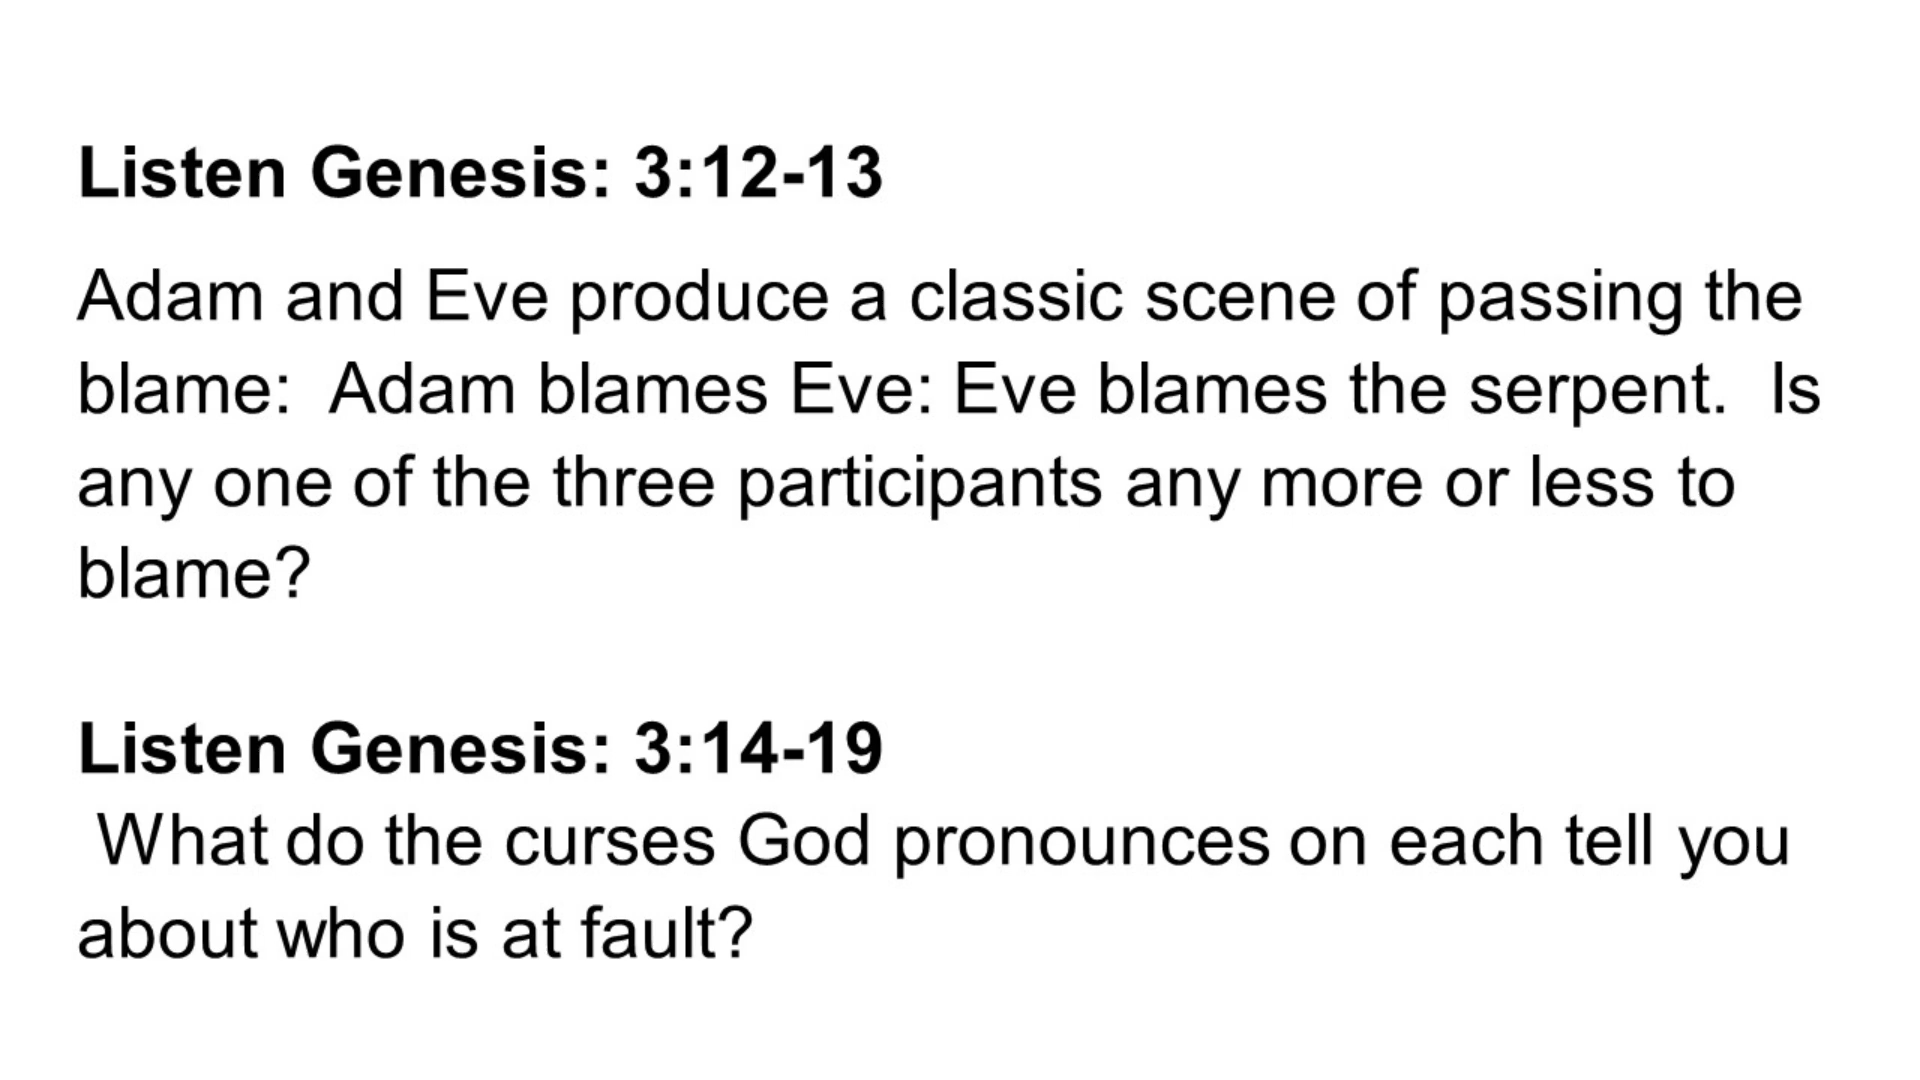 Listen Genesis: 3:12-13
Adam and Eve produce a classic scene of passing the
blame:  Adam blames Eve: Eve blames the serpent.  Is
any one of the three participants any more or less to
blame?
Listen Genesis: 3:14-19
What do the curses God pronounces on each tell you
about who is at fault?